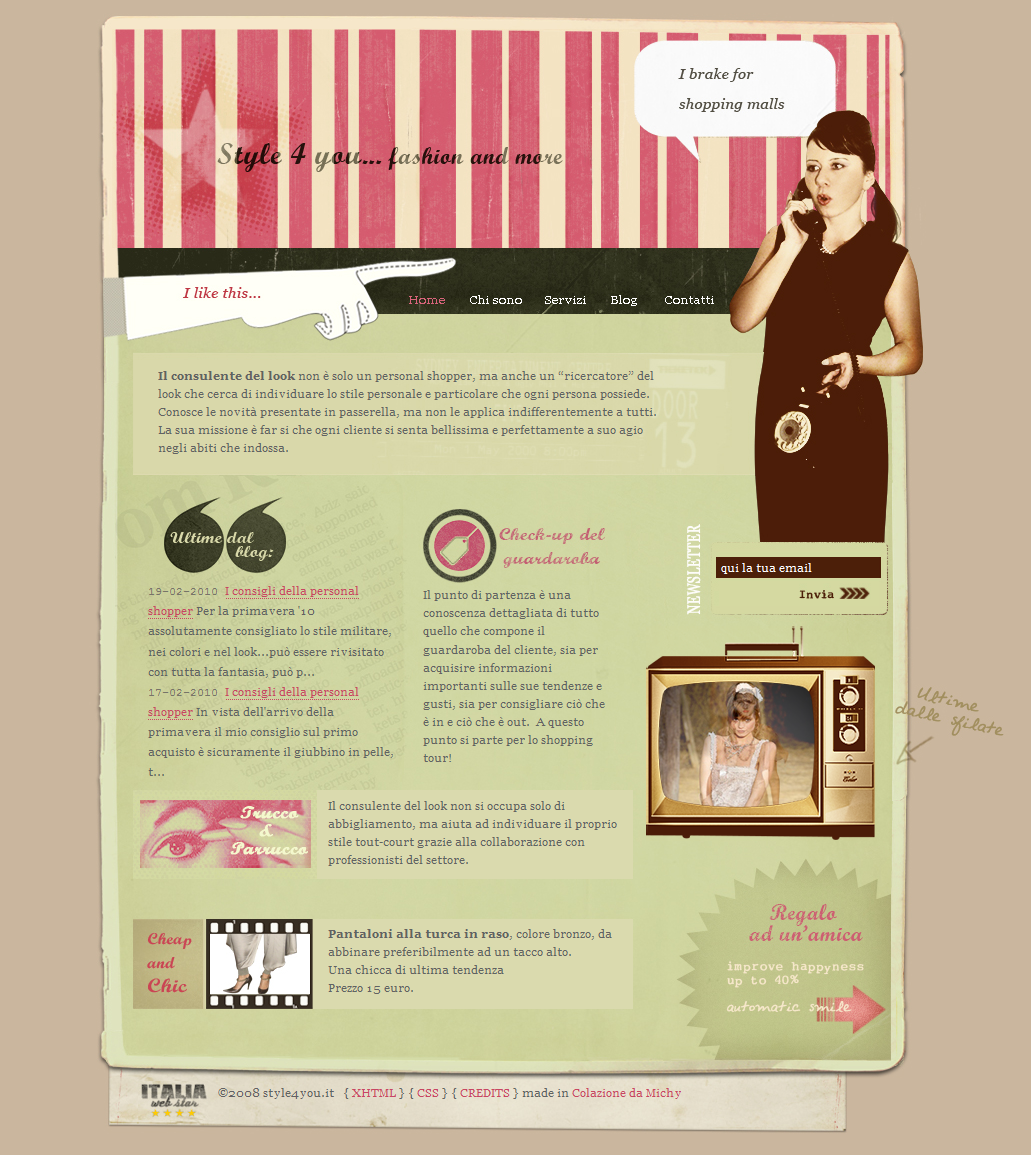 I brake for
shopping malls
Style 4 you... fashion and more
I like this...
Home Chi sono Servizi Blog Contatti
Il consulente del look non è solo un personal shopper, ma anche un “ricercatore” del
look che cerca di individuare lo stile personale e particolare che ogni persona possiede.
Conosce le novità presentate in passerella, ma non le applica indifferentemente a tutti.
La sua missione è far si che ogni cliente si senta bellissima e perfettamente a suo agio
negli abiti che indossa.
DOOR
13
Ultime dal
blog:
19-02-2010 I consigli della personal
shopper Per la primavera '10
assolutamente consigliato lo stile militare,
nei colori e nel look...può essere rivisitato
con tutta la fantasia, può p...
17-02-2010 I consigli della personal
shopper In vista dell'arrivo della
primavera il mio consiglio sul primo
acquisto è sicuramente il giubbino in pelle,
t...
Check-up del
guardaroba
Il punto di partenza è una
conoscenza dettagliata di tutto
quello che compone il
guardaroba del cliente, sia per
acquisire informazioni
importanti sulle sue tendenze e
gusti, sia per consigliare ciò che
è in e ciò che è out. A questo
punto si parte per lo shopping
tour!
NEWSLETTER
qui la tua email
Invia
Ultime
dalle sfilate
Trucco
&
Parrucco
Il consulente del look non si occupa solo di
abbigliamento, ma aiuta ad individuare il proprio
stile tout-court grazie alla collaborazione con
professionisti del settore.
Cheap
and
Chic
Pantaloni alla turca in raso, colore bronzo, da
abbinare preferibilmente ad un tacco alto.
Una chicca di ultima tendenza
Prezzo 15 euro.
Regalo
ad un'amica
improve happyness
up to 40%
automatic smile
ITALIA
web star
©2008 style4you.it { XHTML } { CSS } { CREDITS } made in Colazione da Michy